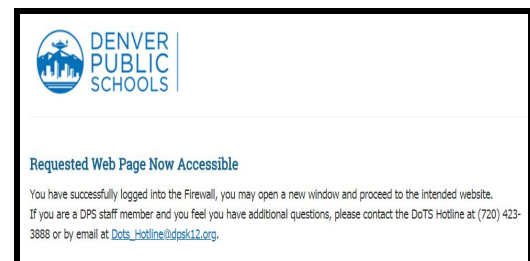 DENVER
PUBLIC
SCHOOLS
Requested Web Page Now Accessible
You have successfully logged into the Firewall, you may open a new window and proceed to the intended website.
If you are a DPS staff member and you feel you have additional questions, please contact the DoTS Hotline at (720) 423-
3888 or by email at Dots_Hotline@dpsk12.org.